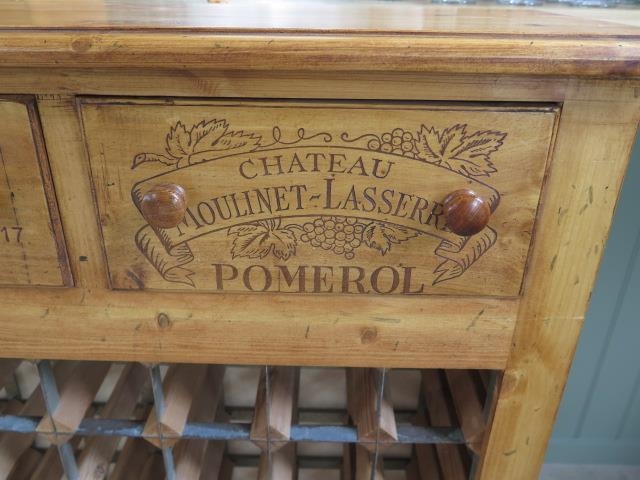 CHATEAU
MOULINET-LASSERR
POMEROL
17